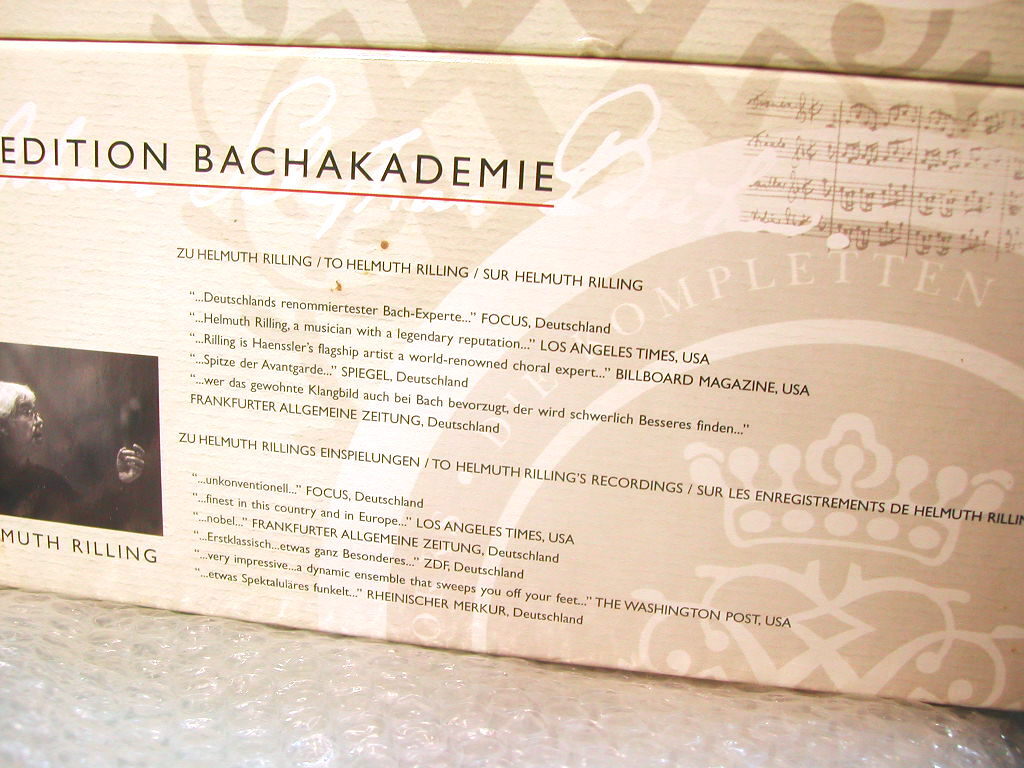 EDITION BACHAKADEMIE
DIE KOMPLETTEN
ZU HELMUTH RILLING / TO HELMUTH RILLING / SUR HELMUTH RILLING
“...Deutschlands renommiertester Bach-Experte...” FOCUS, Deutschland
“...Helmuth Rilling, a musician with a legendary reputation...” LOS ANGELES TIMES, USA
“...Rilling is Haenssler's flagship artist a world-renowned choral expert...” BILLBOARD MAGAZINE, USA
“...Spitze der Avantgarde...” SPIEGEL, Deutschland
“...wer das gewohnte Klangbild auch bei Bach bevorzugt, der wird schwerlich Besseres finden...”
FRANKFURTER ALLGEMEINE ZEITUNG, Deutschland
ZU HELMUTH RILLINGS EINSPIELUNGEN / TO HELMUTH RILLING'S RECORDINGS / SUR LES ENREGISTREMENTS DE HELMUTH RILLIN
“...unkonventionell...” FOCUS, Deutschland
“...finest in this country and in Europe...” LOS ANGELES TIMES, USA
“...nobel...” FRANKFURTER ALLGEMEINE ZEITUNG, Deutschland
“...Erstklassisch...etwas ganz Besonderes...” ZDF, Deutschland
“...very impressive...a dynamic ensemble that sweeps you off your feet...” THE WASHINGTON POST, USA
“...etwas Spektaluläres funkelt...” RHEINISCHER MERKUR, Deutschland
MUTH RILLING